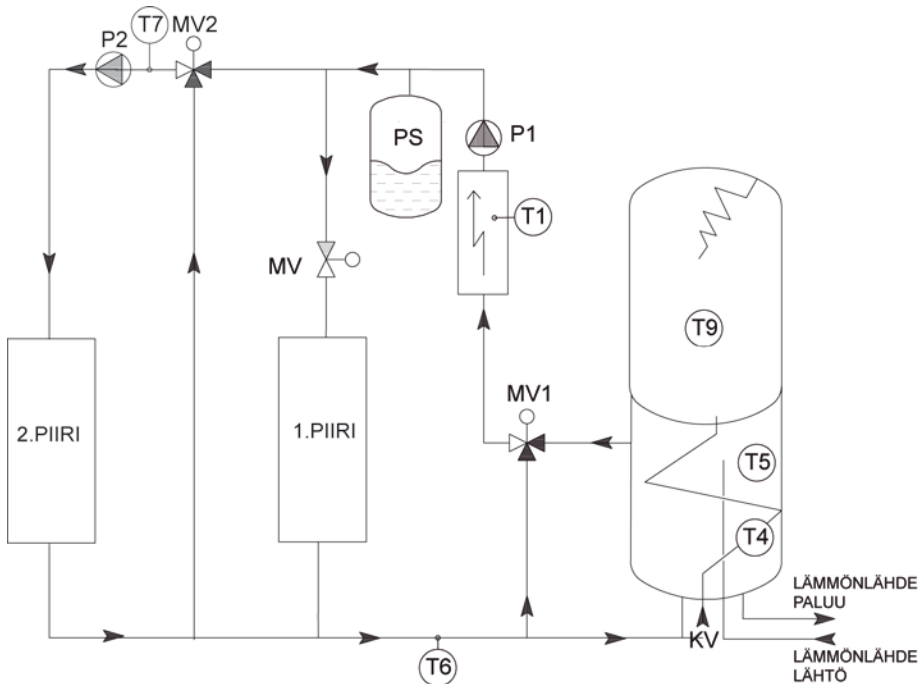 T7
MV2
P2
PS
P1
T1
MV
T9
MV1
2.PIIRI
1.PIIRI
T5
T4
LÄMMÖNLÄHDE
PALUU
KV
T6
LÄMMÖNLÄHDE
LÄHTÖ